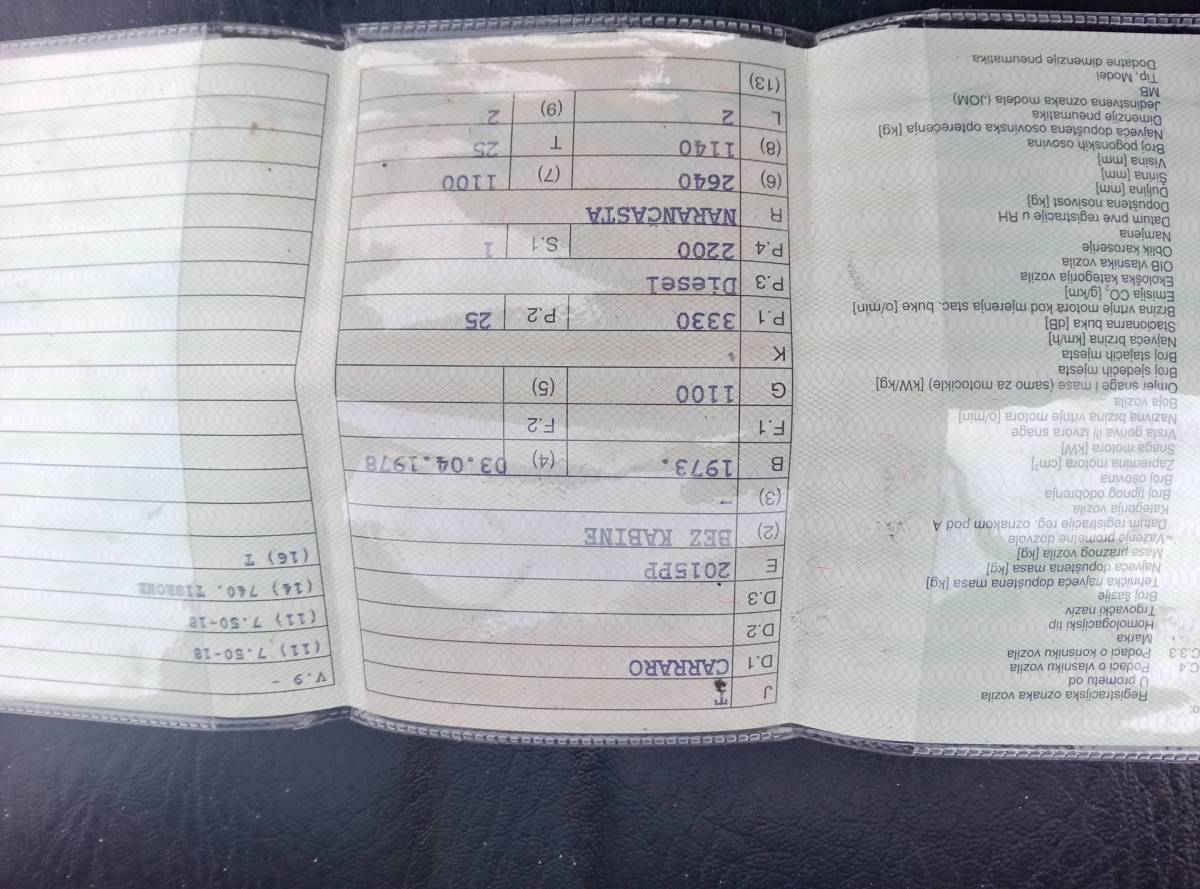 Registracijska oznaka vozila
U prometu od
C.4 Podaci o vlasniku vozila
C.3.3 Podaci o korisniku vozila
Marka
Homologacijski tip
Trgovački naziv
Broj šasije
Tehnička najveća dopuštena masa [kg]
Najveća dopuštena masa [kg]
Masa praznog vozila [kg]
Važenje prometne dozvole
Datum registracije reg. oznakom pod A
Kategorija vozila
Broj tipnog odobrenja
Broj osovina
Zapremina motora [cm³]
Snaga motora [kW]
Vrsta goriva ili izvora snage
Nazivna brzina vrtnje motora [o/min]
Boja vozila
Omjer snage i mase (samo za motocikle) [kW/kg]
Broj sjedećih mjesta
Broj stajaćih mjesta
Najveća brzina [km/h]
Stacionarna buka [dB]
Brzina vrtnje motora kod mjerenja stac. buke [o/min]
Emisija CO₂ [g/km]
Ekološka kategorija vozila
OIB vlasnika vozila
Oblik karoserije
Namjena
Datum prve registracije u RH
Dopuštena nosivost [kg]
Duljina [mm]
Širina [mm]
Visina [mm]
Broj pogonskih osovina
Najveća dopuštena osovinska opterećenja [kg]
Dimenzije pneumatika
Jedinstvena oznaka modela (JOM)
MB
Tip, Model
Dodatne dimenzije pneumatika
J T
D.1 CARRARO
D.2
D.3
E 2015PP
(2) BEZ KABINE
(3) -
B 1973. (4) 03.04.1978
F.1 F.2
G 1100 (5)
K
P.1 3330 P.2 25
P.3 Diesel
P.4 2200 S.1 1
R NARANČASTA
(6) 2640 (7) 1100
(8) 1140 T 25
L 2 (9) 2
(13)
V.9 -
(11) 7.50-18
(11) 7.50-18
(14) 740. TIGRONE
(16) T